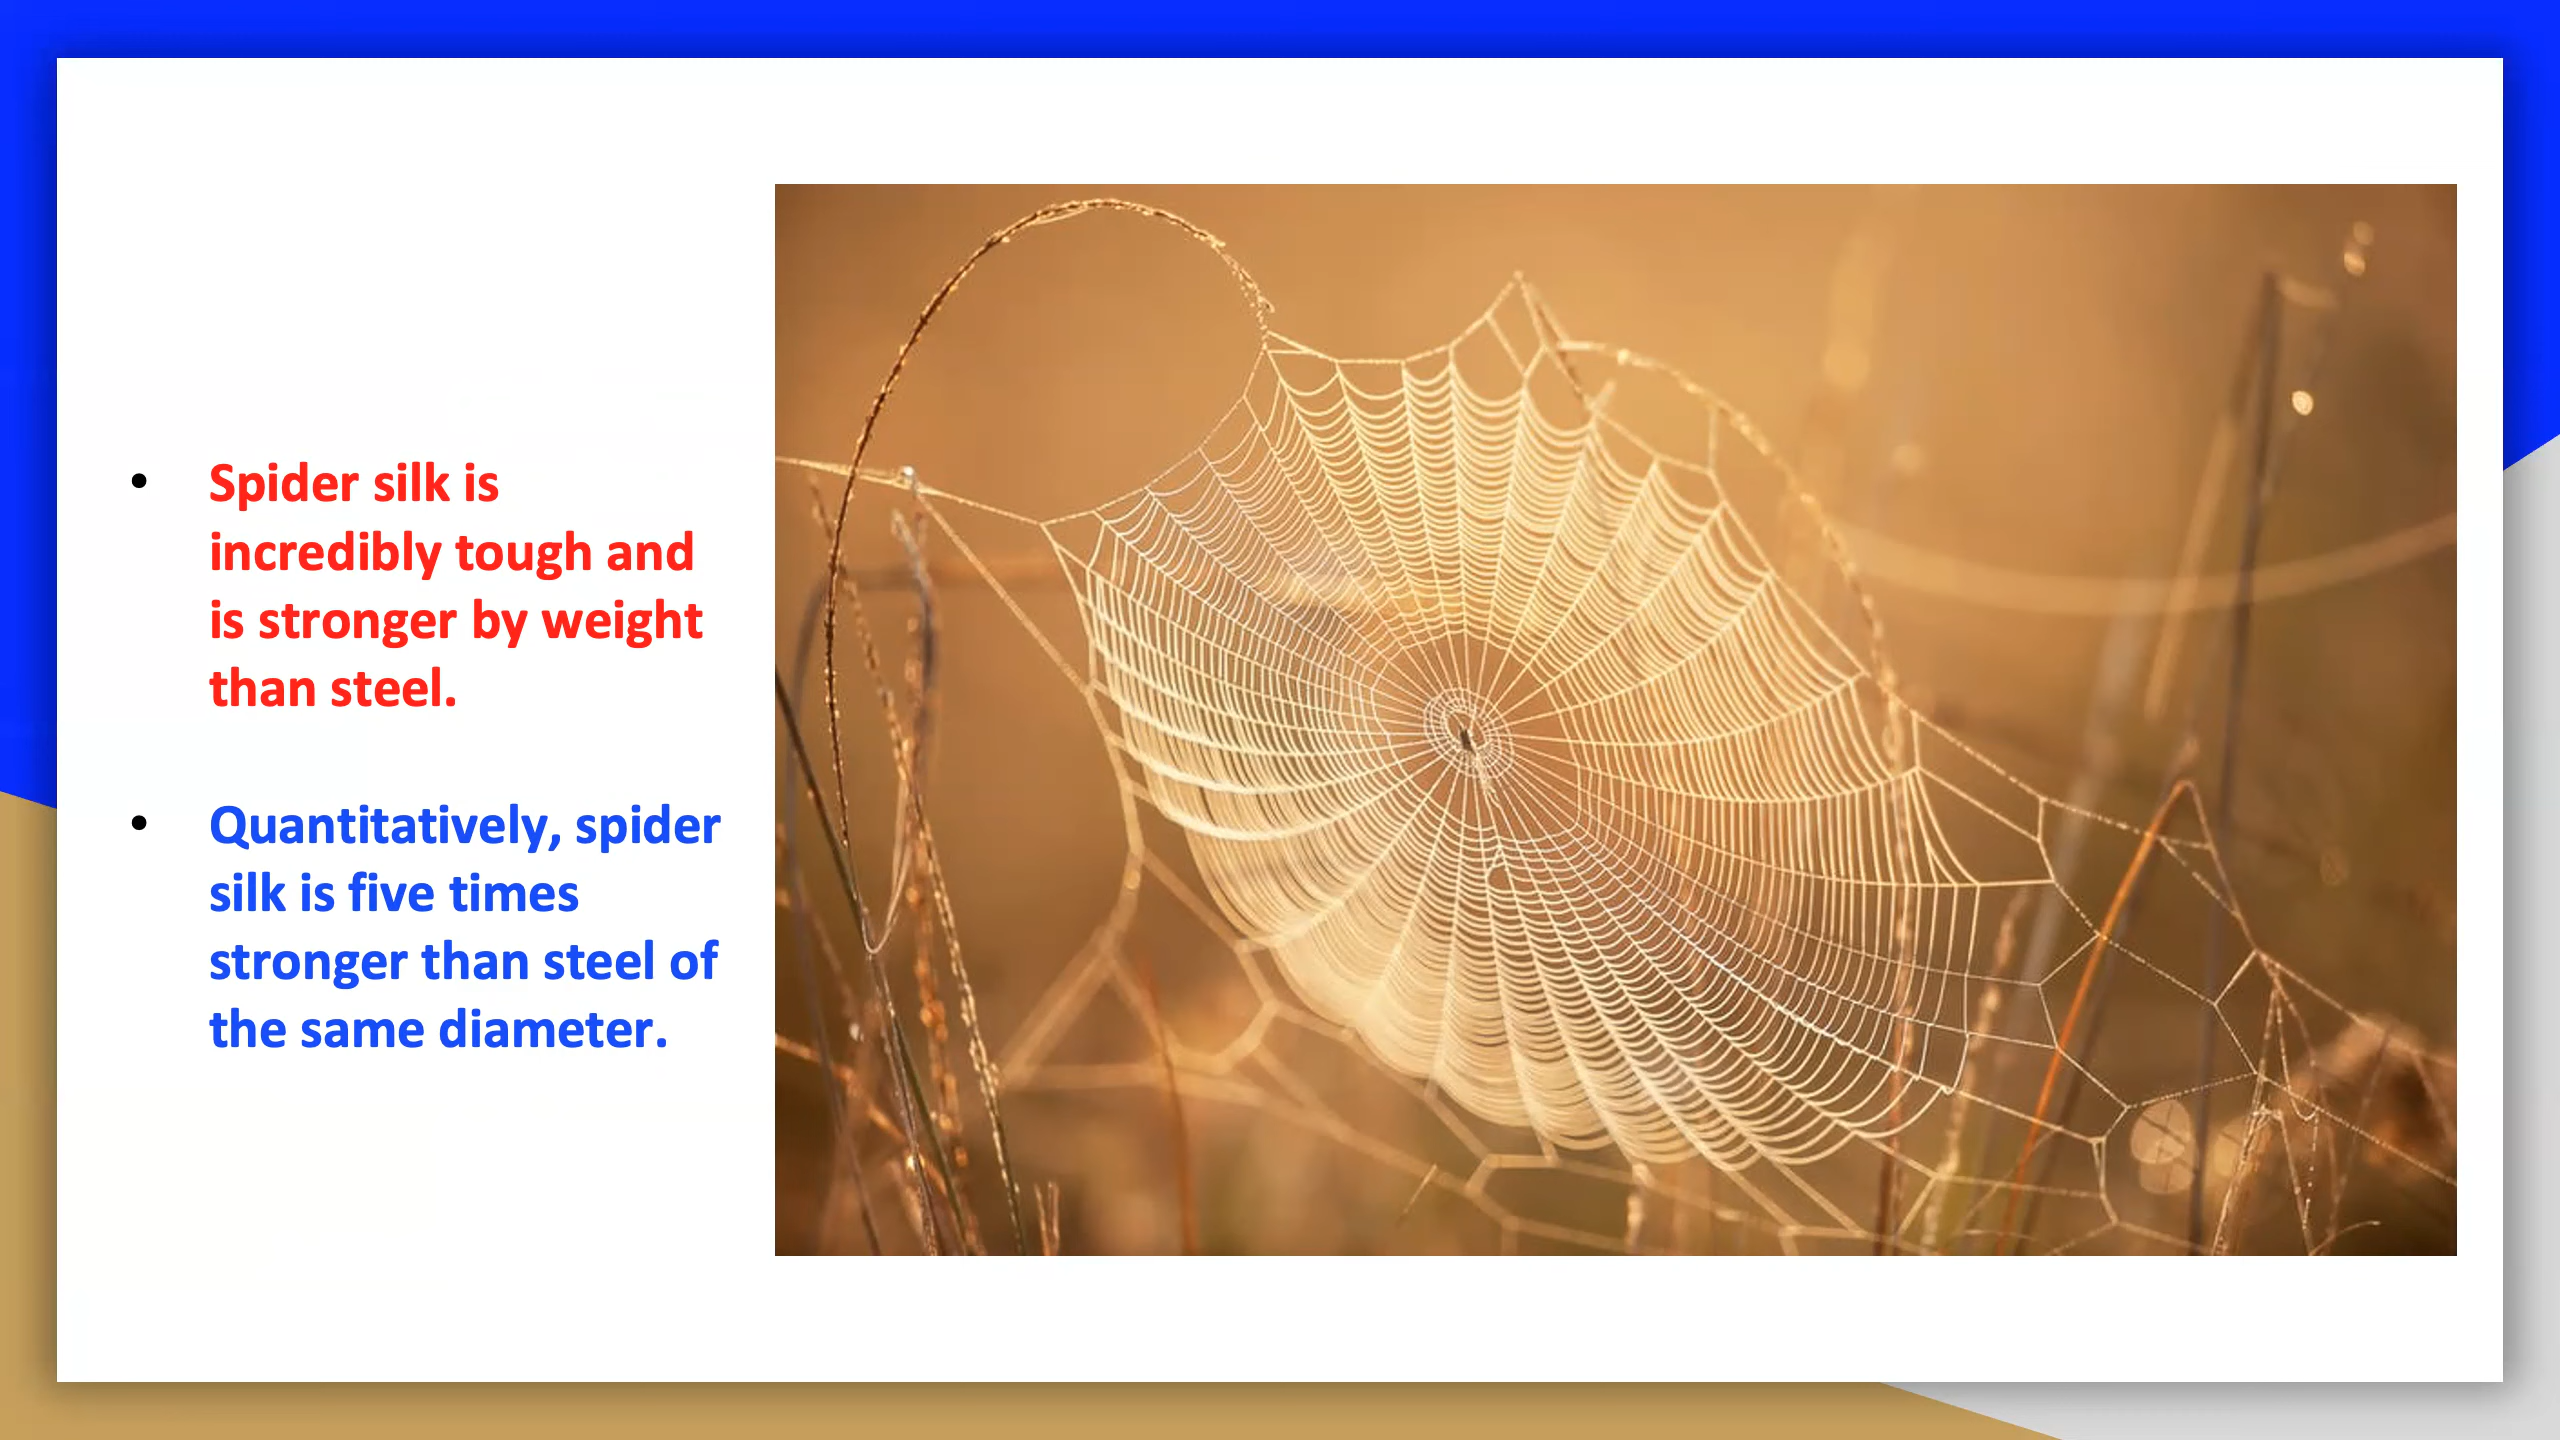 • Spider silk is
incredibly tough and
is stronger by weight
than steel.
• Quantitatively, spider
silk is five times
stronger than steel of
the same diameter.